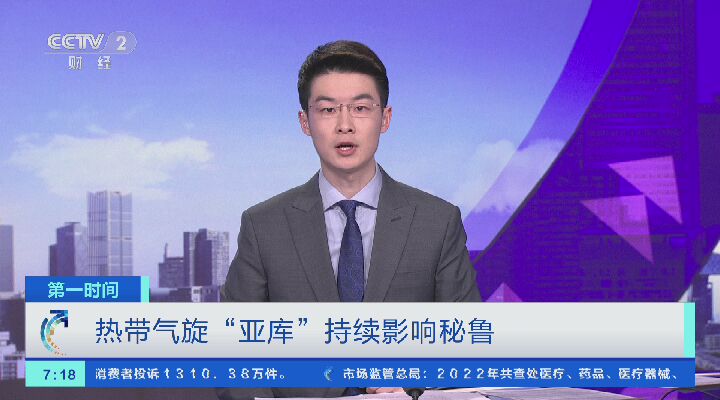 CCTV 2
财经
第一时间
热带气旋“亚库”持续影响秘鲁
7:18 消费者投诉1310.38万件。 市场监管总局：2022年共查处医疗、药品、医疗器械、